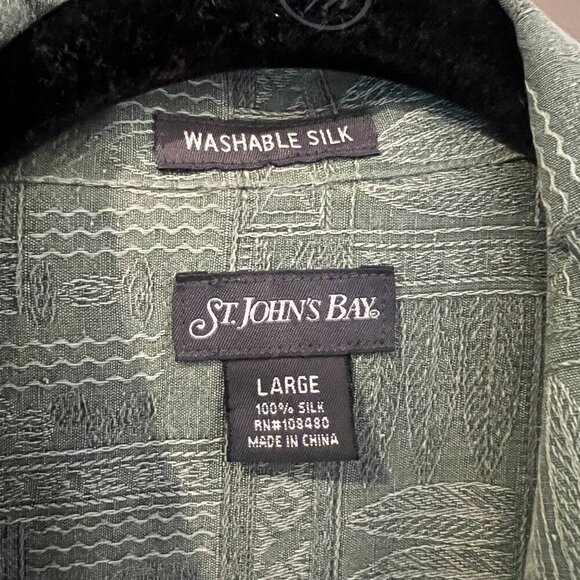 WASHABLE SILK
ST. JOHN'S BAY
LARGE
100% SILK
RN#108480
MADE IN CHINA